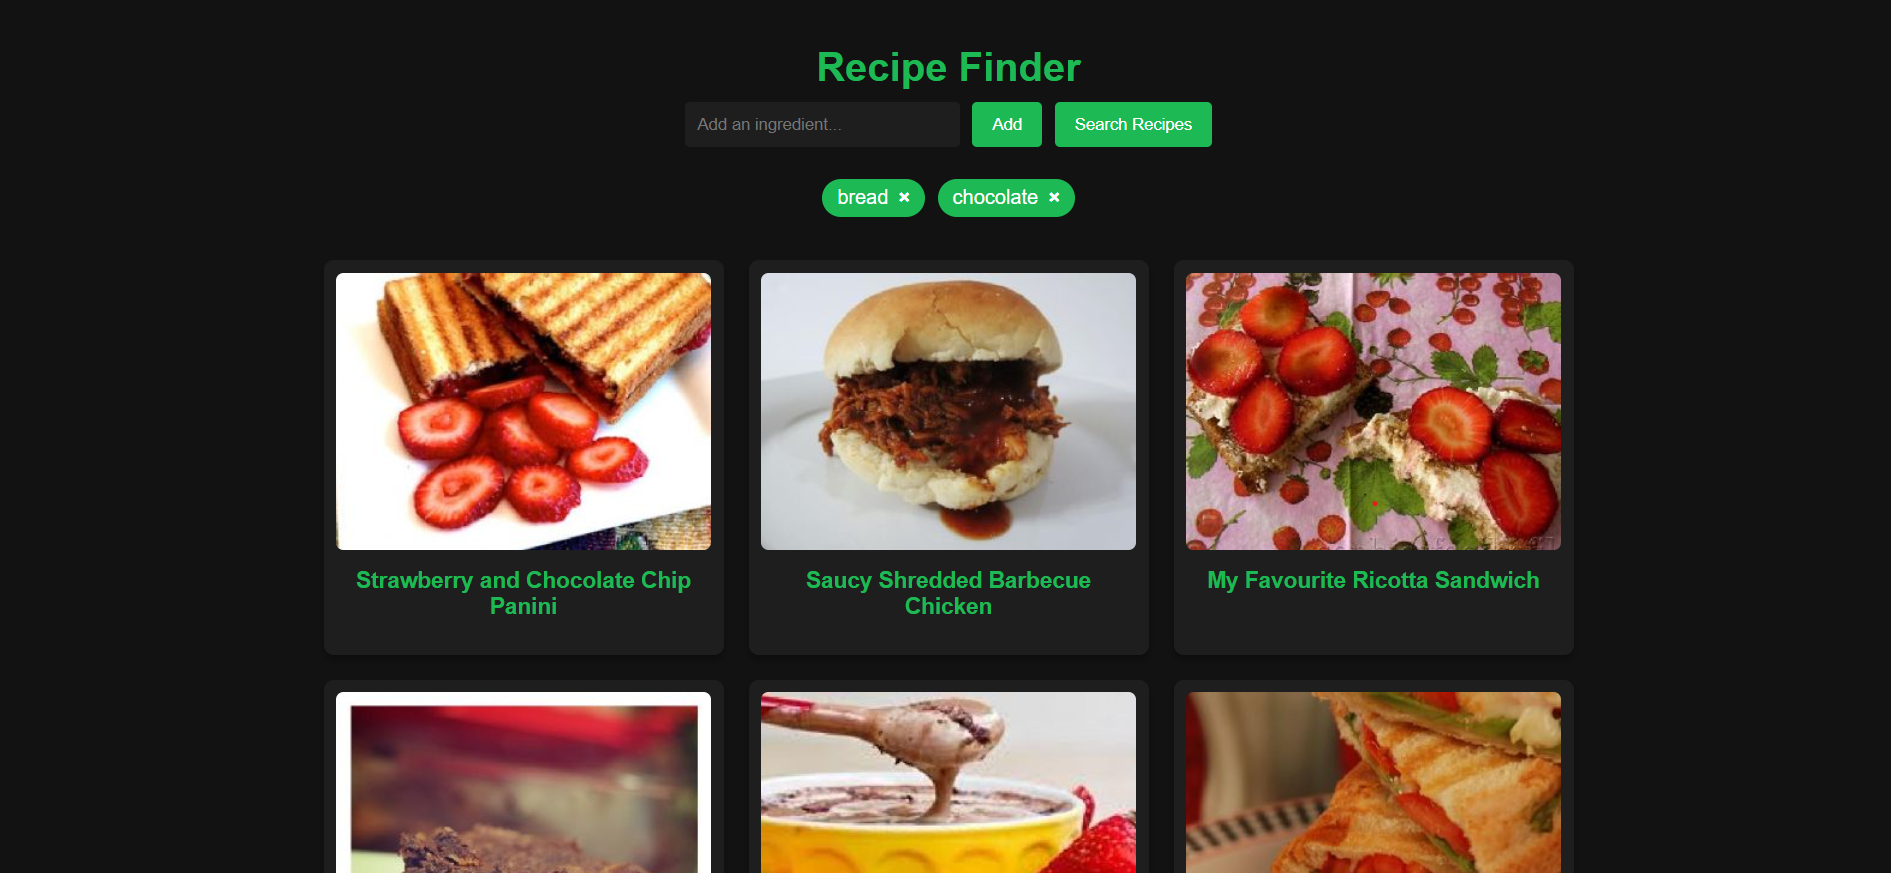 Recipe Finder
Add an ingredient...
Add
Search Recipes
bread ✖
chocolate ✖
Strawberry and Chocolate Chip
Panini
Saucy Shredded Barbecue
Chicken
My Favourite Ricotta Sandwich